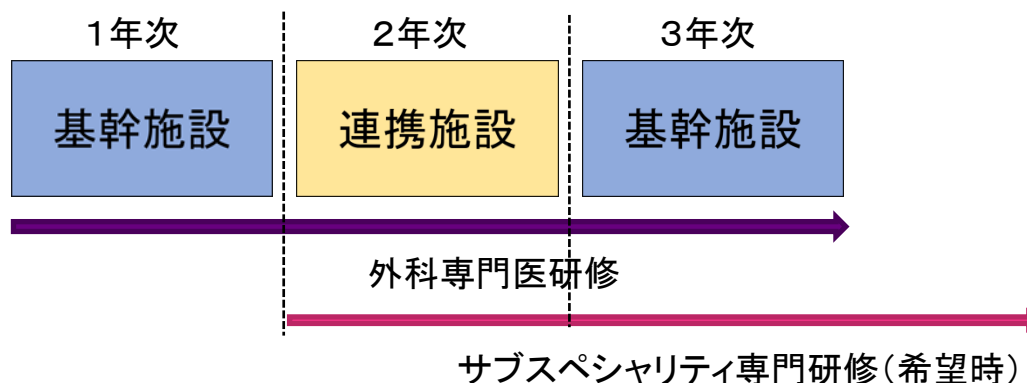 1年次
2年次
3年次
基幹施設
連携施設
基幹施設
外科専門医研修
サブスペシャリティ専門研修(希望時)